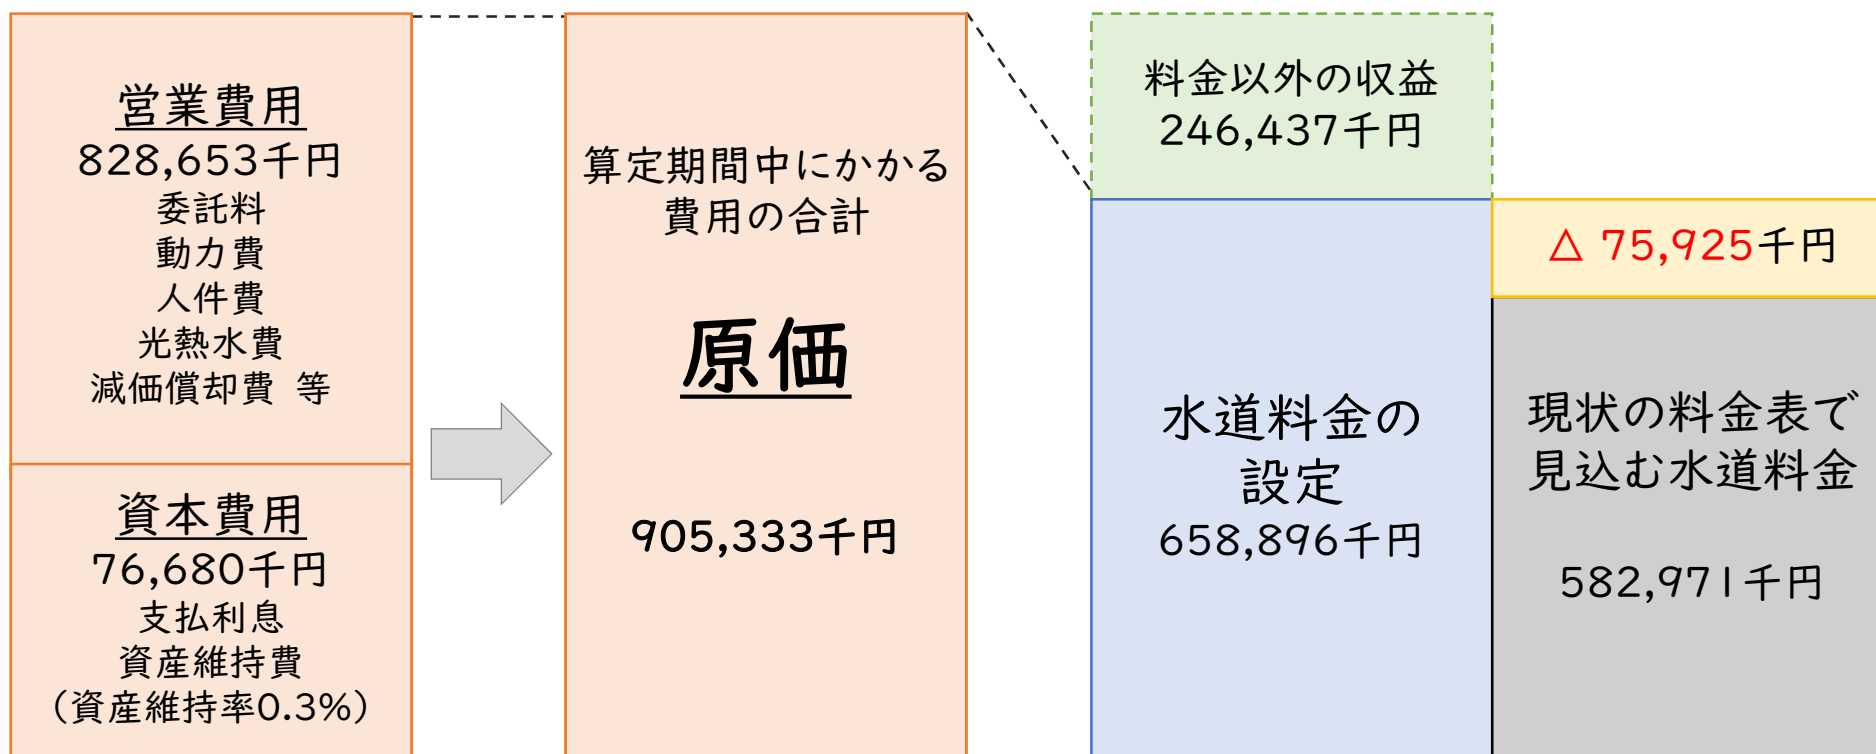 営業費用
828,653千円
委託料
動力費
人件費
光熱水費
減価償却費 等
資本費用
76,680千円
支払利息
資産維持費
(資産維持率0.3%)
算定期間中にかかる
費用の合計
原価
905,333千円
料金以外の収益
246,437千円
水道料金の
設定
658,896千円
△ 75,925千円
現状の料金表で
見込む水道料金
582,971千円